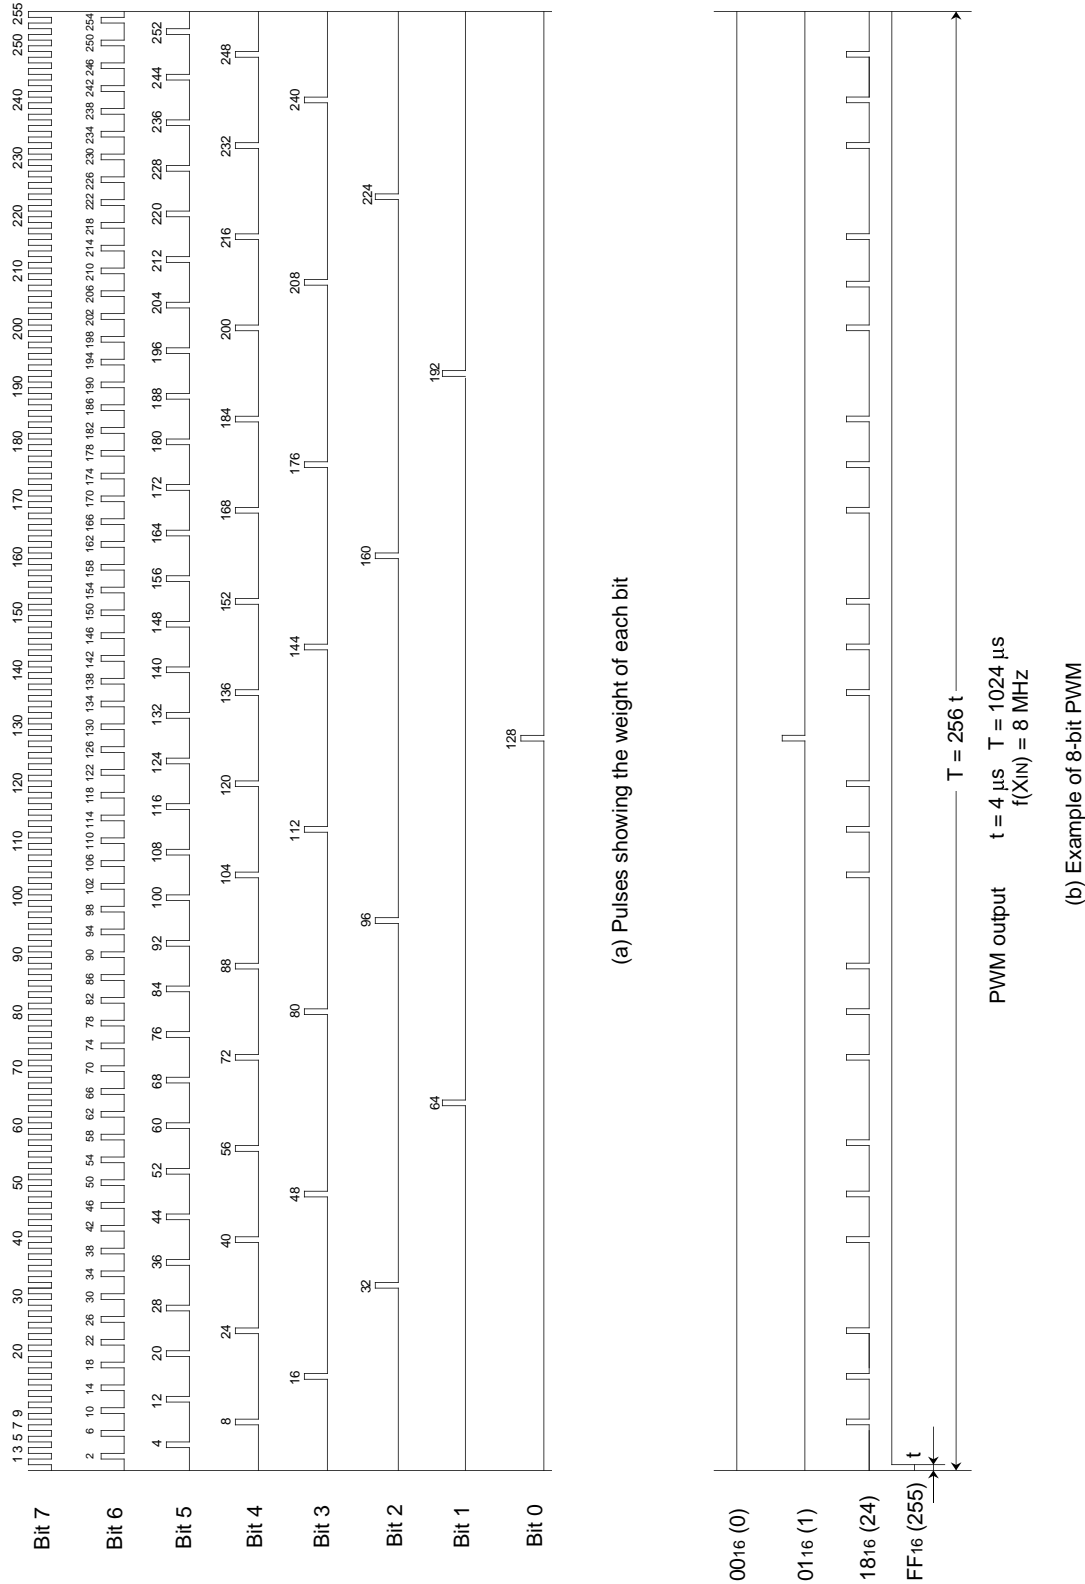 1 3 5 7 9 20 30 40 50 60 70 80 90 100 110 120 130 140 150 160 170 180 190 200 210 220 230 240 250 255
Bit 7
2 6 10 14 18 22 26 30 34 38 42 46 50 54 58 62 66 70 74 78 82 86 90 94 98 102 106 110 114 118 122 126 130 134 138 142 146 150 154 158 162 166 170 174 178 182 186 190 194 198 202 206 210 214 218 222 226 230 234 238 242 246 250 254
Bit 6
4 12 20 28 36 44 52 60 68 76 84 92 100 108 116 124 132 140 148 156 164 172 180 188 196 204 212 220 228 236 244 252
Bit 5
8 24 40 56 72 88 104 120 136 152 168 184 200 216 232 248
Bit 4
16 48 80 112 144 176 208 240
Bit 3
32 96 160 224
Bit 2
64 192
Bit 1
128
Bit 0
(a) Pulses showing the weight of each bit
0016 (0)
0116 (1)
1816 (24)
FF16 (255) t
T = 256 t
PWM output t = 4 μs T = 1024 μs
f(XIN) = 8 MHz
(b) Example of 8-bit PWM